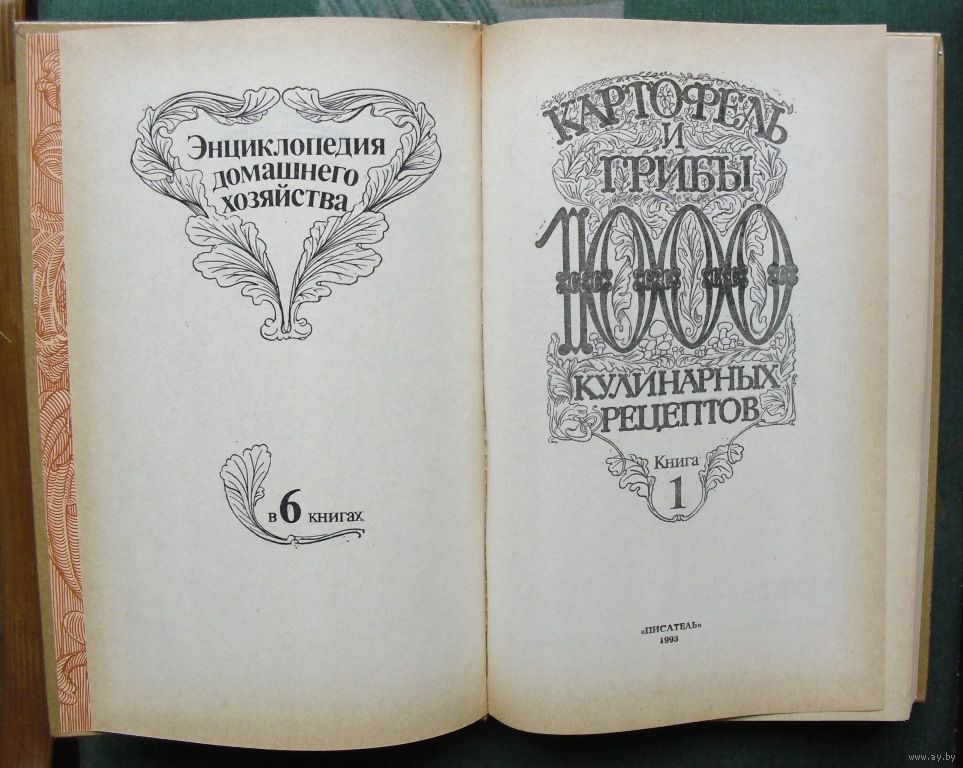 Энциклопедия
домашнего
хозяйства
в 6 книгах
КАРТОФЕЛЬ
И
ГРИБЫ
1000
КУЛИНАРНЫХ
РЕЦЕПТОВ
Книга
1
«ПИСАТЕЛЬ»
1993
www.ay.by